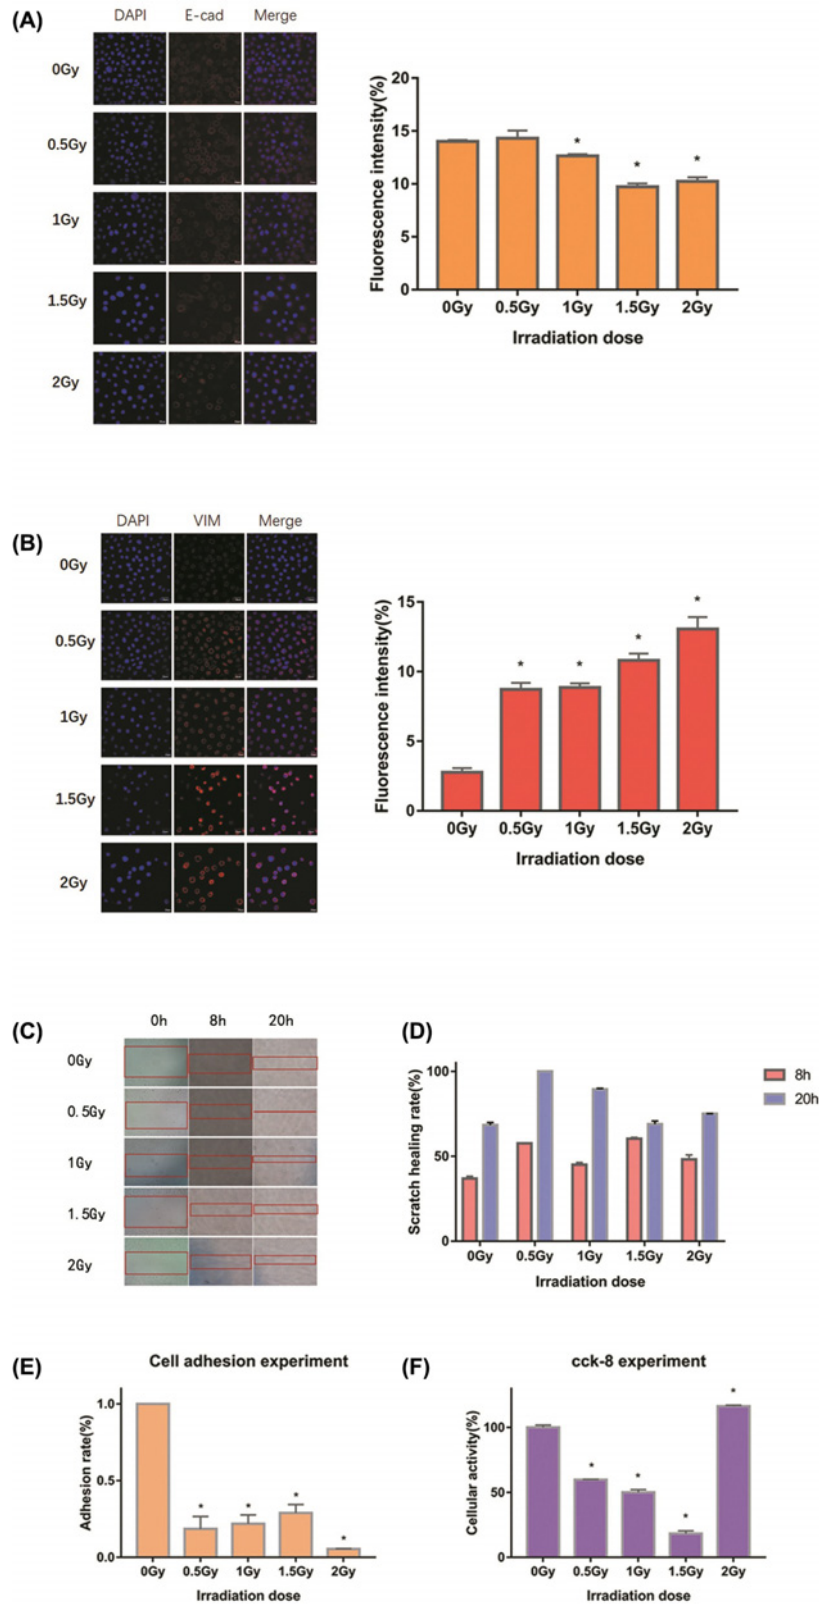 (A)
DAPI E-cad Merge
0Gy
0.5Gy
1Gy
1.5Gy
2Gy
Fluorescence intensity(%)
20
15
10
5
0
* * *
0Gy 0.5Gy 1Gy 1.5Gy 2Gy
Irradiation dose
(B)
DAPI VIM Merge
0Gy
0.5Gy
1Gy
1.5Gy
2Gy
Fluorescence intensity(%)
15
10
5
0
* * * *
0Gy 0.5Gy 1Gy 1.5Gy 2Gy
Irradiation dose
(C)
0h 8h 20h
0Gy
0.5Gy
1Gy
1.5Gy
2Gy
(D)
Scratch healing rate(%)
100
50
0
8h
20h
0Gy 0.5Gy 1Gy 1.5Gy 2Gy
Irradiation dose
(E)
Cell adhesion experiment
Adhesion rate(%)
1.0
0.5
0.0
* * * *
0Gy 0.5Gy 1Gy 1.5Gy 2Gy
Irradiation dose
(F)
cck-8 experiment
Cellular activity(%)
100
50
0
* * * *
0Gy 0.5Gy 1Gy 1.5Gy 2Gy
Irradiation dose